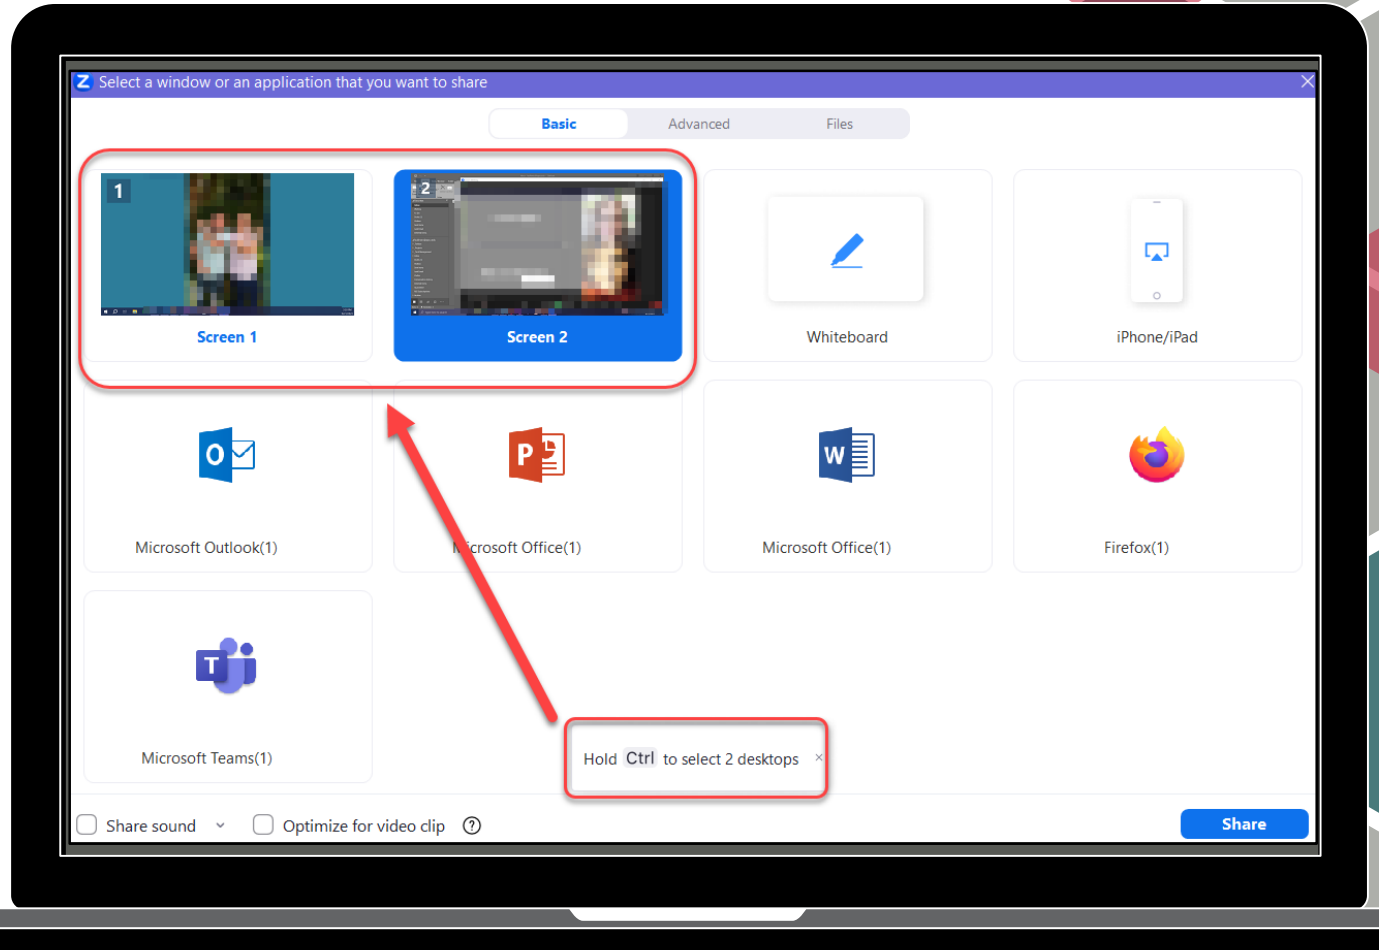 Select a window or an application that you want to share
Basic
Advanced
Files
1
2
Screen 1
Screen 2
Whiteboard
iPhone/iPad
Microsoft Outlook(1)
Microsoft Office(1)
Microsoft Office(1)
Firefox(1)
Microsoft Teams(1)
Hold Ctrl to select 2 desktops
Share sound
Optimize for video clip
Share